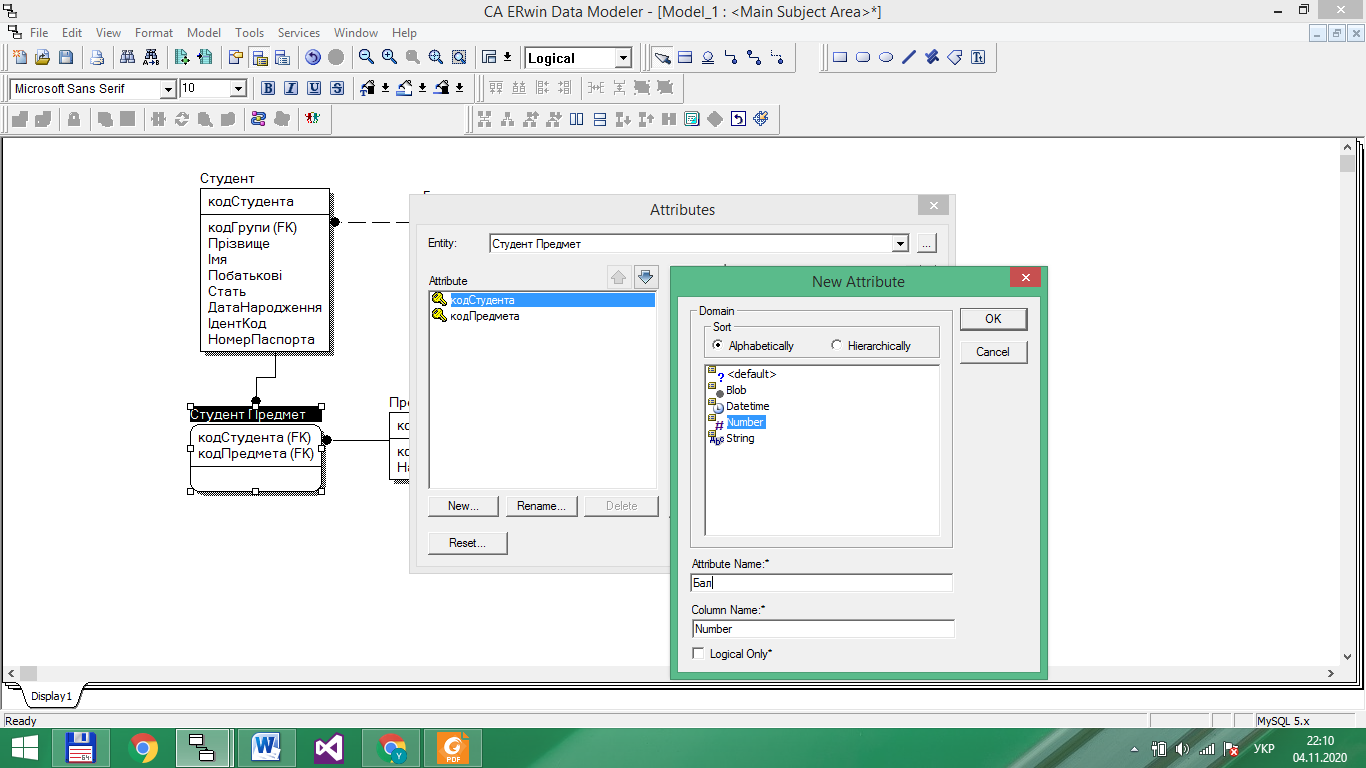 CA ERwin Data Modeler - [Model_1 : <Main Subject Area>*]
File Edit View Format Model Tools Services Window Help
Logical
Microsoft Sans Serif 10 B I U S
Студент
кодСтудента
кодГрупи (FK)
Прізвище
Імя
Побатькові
Стать
ДатаНародження
ІдентКод
НомерПаспорта
Студент Предмет
кодСтудента (FK)
кодПредмета (FK)
Attributes
Entity: Студент Предмет ...
Attribute
кодСтудента
кодПредмета
New... Rename... Delete
Reset...
New Attribute
Domain
Sort
Alphabetically Hierarchically
<default>
Blob
Datetime
Number
String
OK
Cancel
Attribute Name:*
Бал
Column Name:*
Number
Logical Only*
Display1
Ready MySQL 5.x
64
PDF
УКР
22:10
04.11.2020